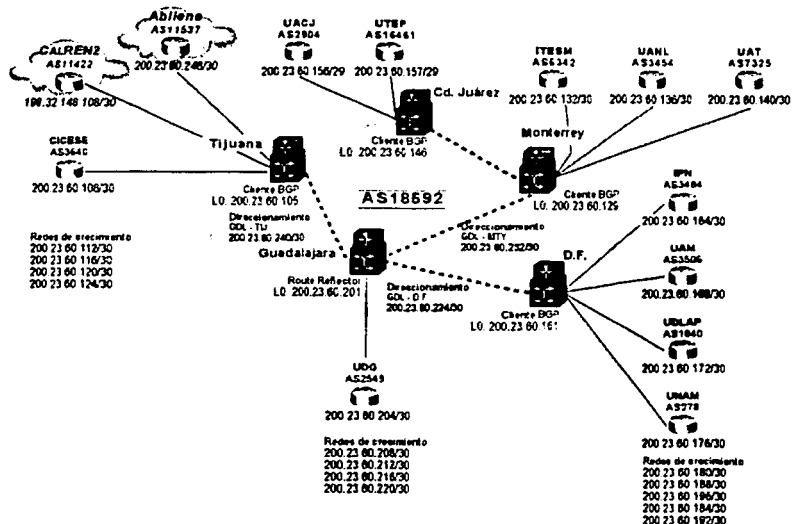 Abilene
AS11537
200.23.60.248/30
CALREN2
AS11422
198.32.148.108/30
CICESE
AS3640
200.23.60.108/30
Redes de crecimiento
200 23 60 112/30
200 23 60 116/30
200 23 60 120/30
200 23 60 124/30
UACJ
AS2904
200 23 60 156/29
UTEP
AS16461
200 23 60.157/29
Cd. Juárez
Cliente BGP
L0. 200 23 60 146
ITESM
AS6342
200 23 60 132/30
UANL
AS3454
200 23 60 136/30
UAT
AS7325
200 23 60.140/30
Monterrey
Cliente BGP
L0. 200.23 60.129
Tijuana
Cliente BGP
L0: 200.23 60.105
AS18592
Direccionamiento
GDL - TIJ
200 23.60 240/30
Direccionamiento
GDL - MTY
200 23.60.232/30
Guadalajara
Route Reflector
L0 200.23.60.201
Direccionamiento
GDL - D F
200 23.60.224/30
D.F.
Cliente BGP
L0. 200.23.60.161
IPN
AS3484
200 23 60 164/30
UAM
AS3506
200.23.60 168/30
UDLAP
AS1840
200 23 60 172/30
UNAM
AS278
200 23 60 176/30
Redes de crecimiento
200 23 60 180/30
200 23 60 188/30
200 23 60 196/30
200 23 60 184/30
200 23 60 192/30
UDG
AS2549
200 23 60 204/30
Redes de crecimiento
200.23 60.208/30
200.23 60.212/30
200.23 60.216/30
200.23 60.220/30